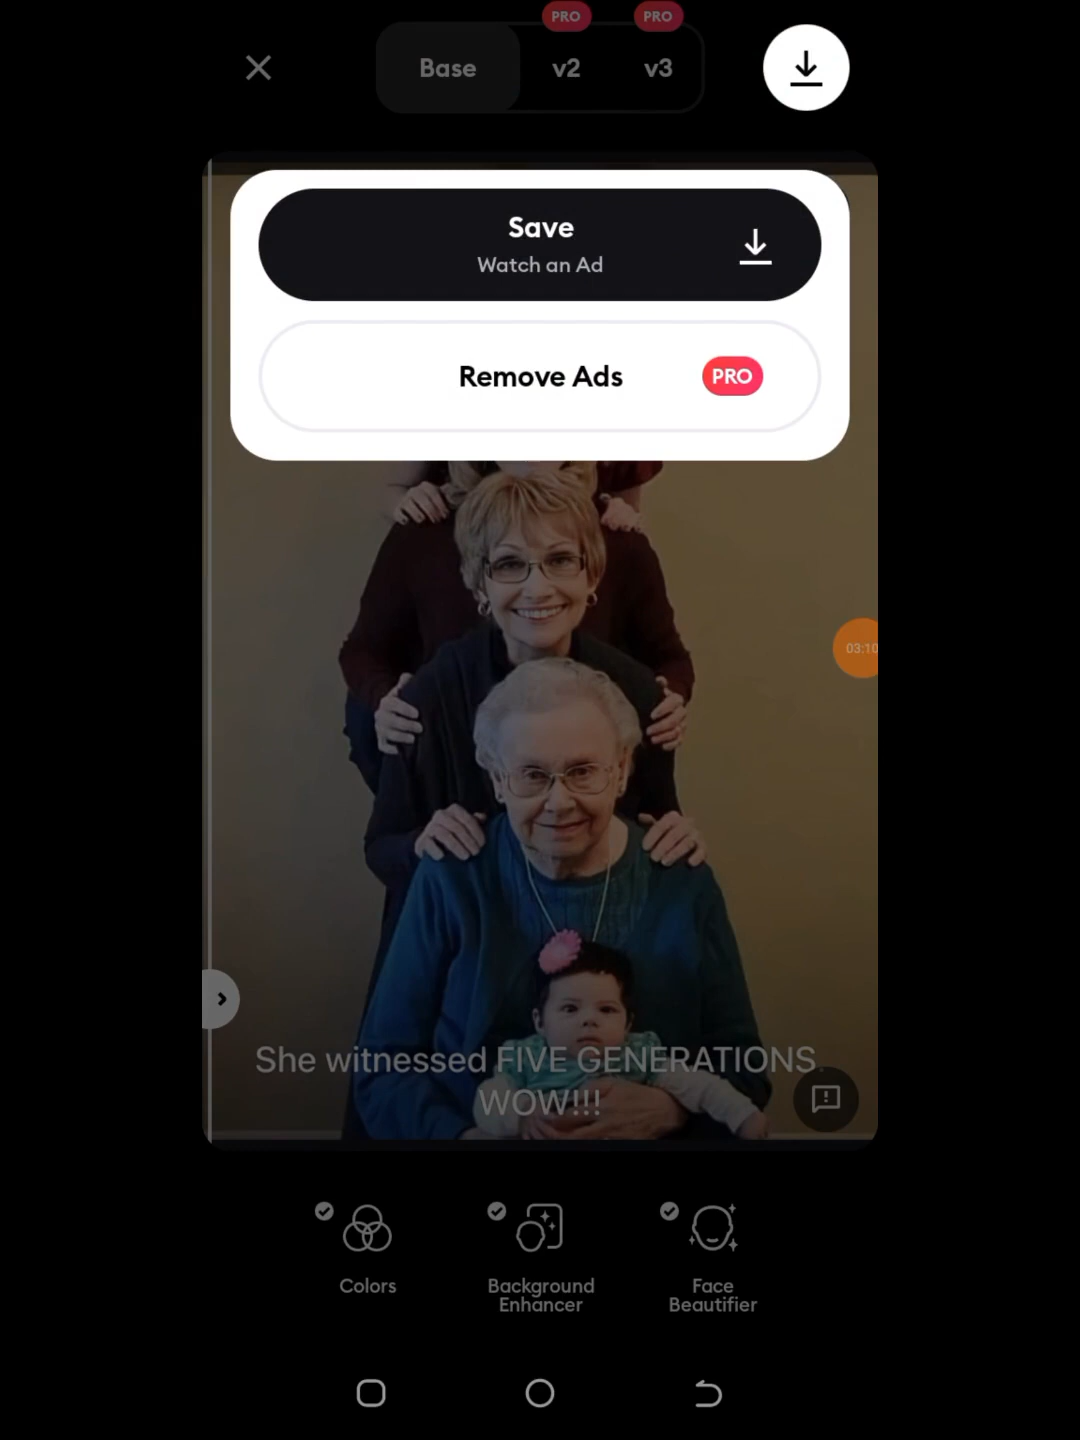 PRO PRO
Base v2 v3
Save
Watch an Ad
Remove Ads PRO
03:10
She witnessed FIVE GENERATIONS.
WOW!!!
Colors Background Enhancer Face Beautifier